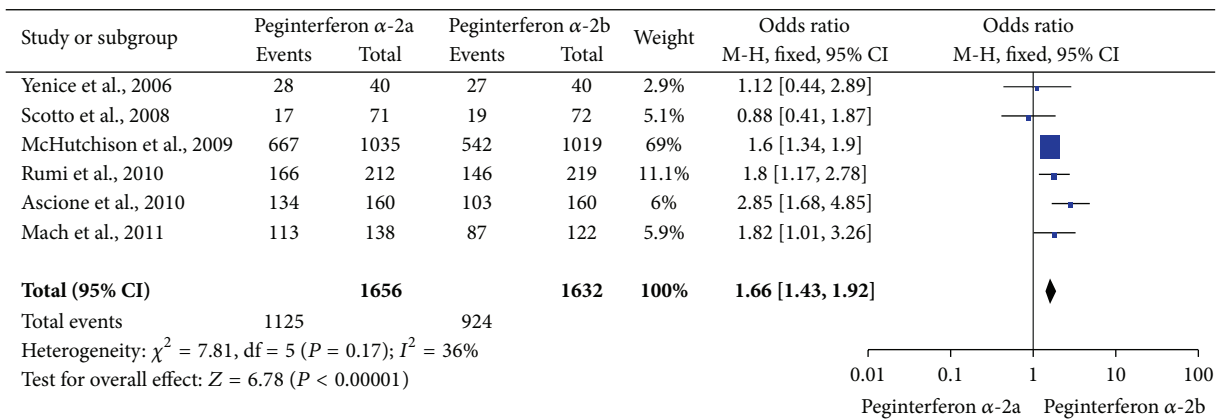 Study or subgroup Peginterferon α-2a Peginterferon α-2b Weight Odds ratio Odds ratio
Events Total Events Total M-H, fixed, 95% CI M-H, fixed, 95% CI
Yenice et al., 2006 28 40 27 40 2.9% 1.12 [0.44, 2.89]
Scotto et al., 2008 17 71 19 72 5.1% 0.88 [0.41, 1.87]
McHutchison et al., 2009 667 1035 542 1019 69% 1.6 [1.34, 1.9]
Rumi et al., 2010 166 212 146 219 11.1% 1.8 [1.17, 2.78]
Ascione et al., 2010 134 160 103 160 6% 2.85 [1.68, 4.85]
Mach et al., 2011 113 138 87 122 5.9% 1.82 [1.01, 3.26]
Total (95% CI) 1656 1632 100% 1.66 [1.43, 1.92]
Total events 1125 924
Heterogeneity: χ² = 7.81, df = 5 (P = 0.17); I² = 36%
Test for overall effect: Z = 6.78 (P < 0.00001)
0.01 0.1 1 10 100
Peginterferon α-2a Peginterferon α-2b